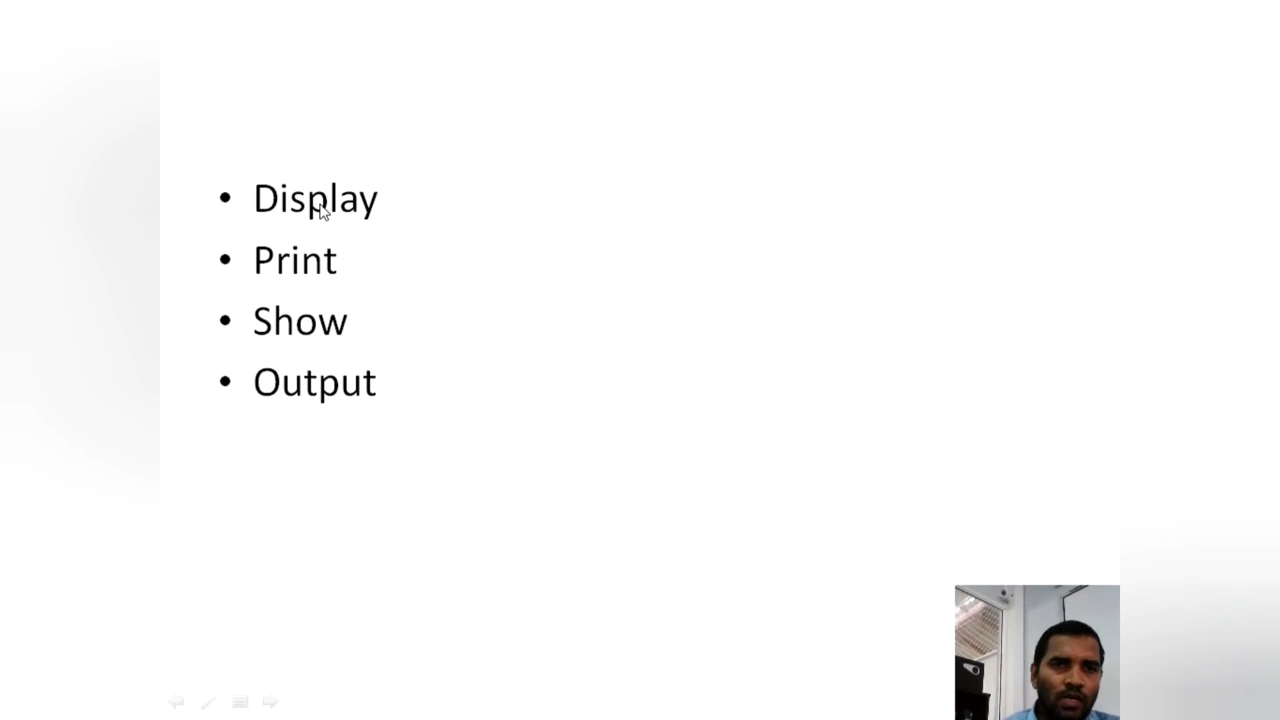 • Display
• Print
• Show
• Output